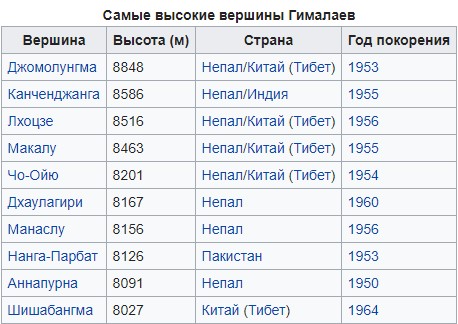 Самые высокие вершины Гималаев
Вершина Высота (м) Страна Год покорения
Джомолунгма 8848 Непал/Китай (Тибет) 1953
Канченджанга 8586 Непал/Индия 1955
Лхоцзе 8516 Непал/Китай (Тибет) 1956
Макалу 8463 Непал/Китай (Тибет) 1955
Чо-Ойю 8201 Непал/Китай (Тибет) 1954
Дхаулагири 8167 Непал 1960
Манаслу 8156 Непал 1956
Нанга-Парбат 8126 Пакистан 1953
Аннапурна 8091 Непал 1950
Шишабангма 8027 Китай (Тибет) 1964